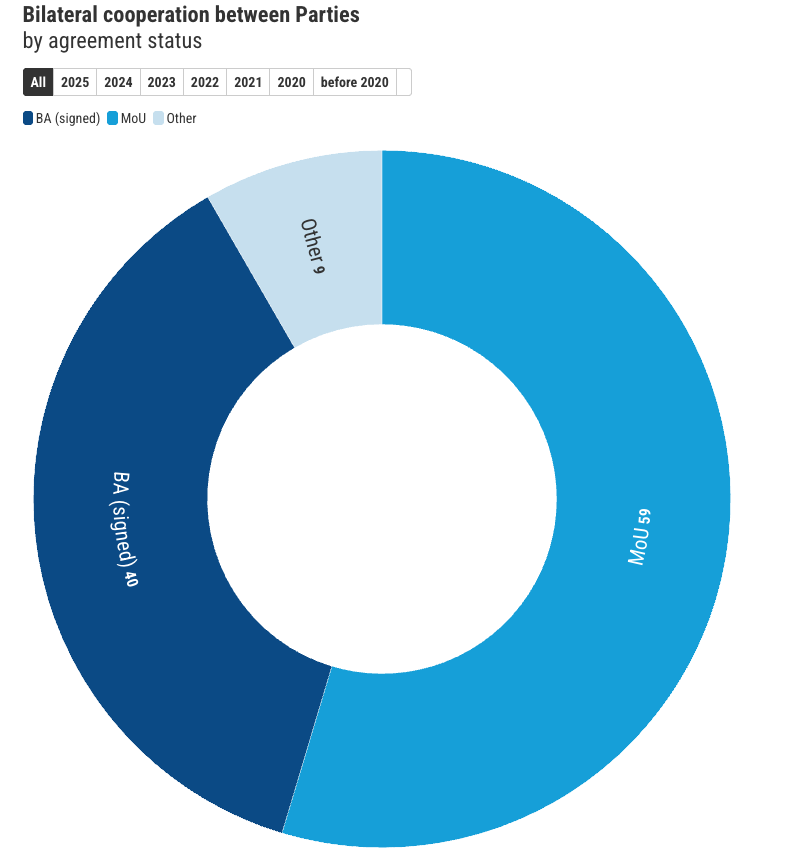 Bilateral cooperation between Parties
by agreement status
All 2025 2024 2023 2022 2021 2020 before 2020
BA (signed) MoU Other
Other 9
BA (signed) 40
MoU 59